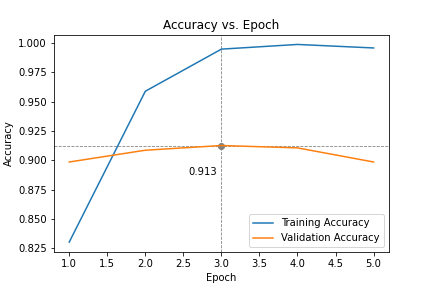 Accuracy vs. Epoch
1.000
0.975
0.950
0.925
0.900
0.875
0.850
0.825
Accuracy
0.913
Training Accuracy
Validation Accuracy
1.0 1.5 2.0 2.5 3.0 3.5 4.0 4.5 5.0
Epoch